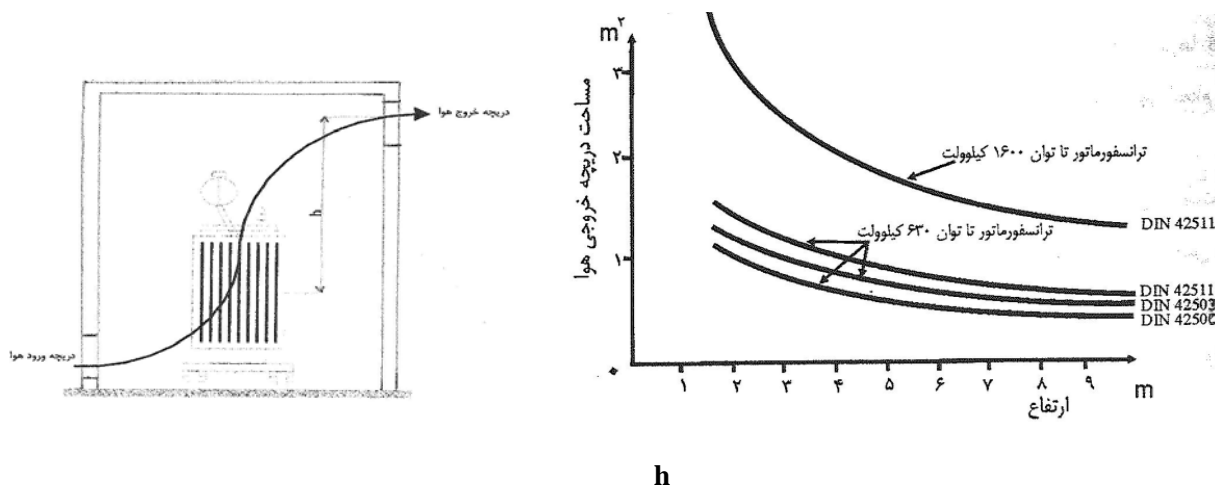 دریچه خروج هوا
h
دریچه ورود هوا
m²
مساحت دریچه خروجی هوا
۳
۲
۱
۰
ترانسفورماتور تا توان ۱۶۰۰ کیلوولت
DIN 42511
ترانسفورماتور تا توان ۶۳۰ کیلوولت
DIN 42511
DIN 42503
DIN 42500
۱ ۲ ۳ ۴ ۵ ۶ ۷ ۸ ۹ m
ارتفاع
h